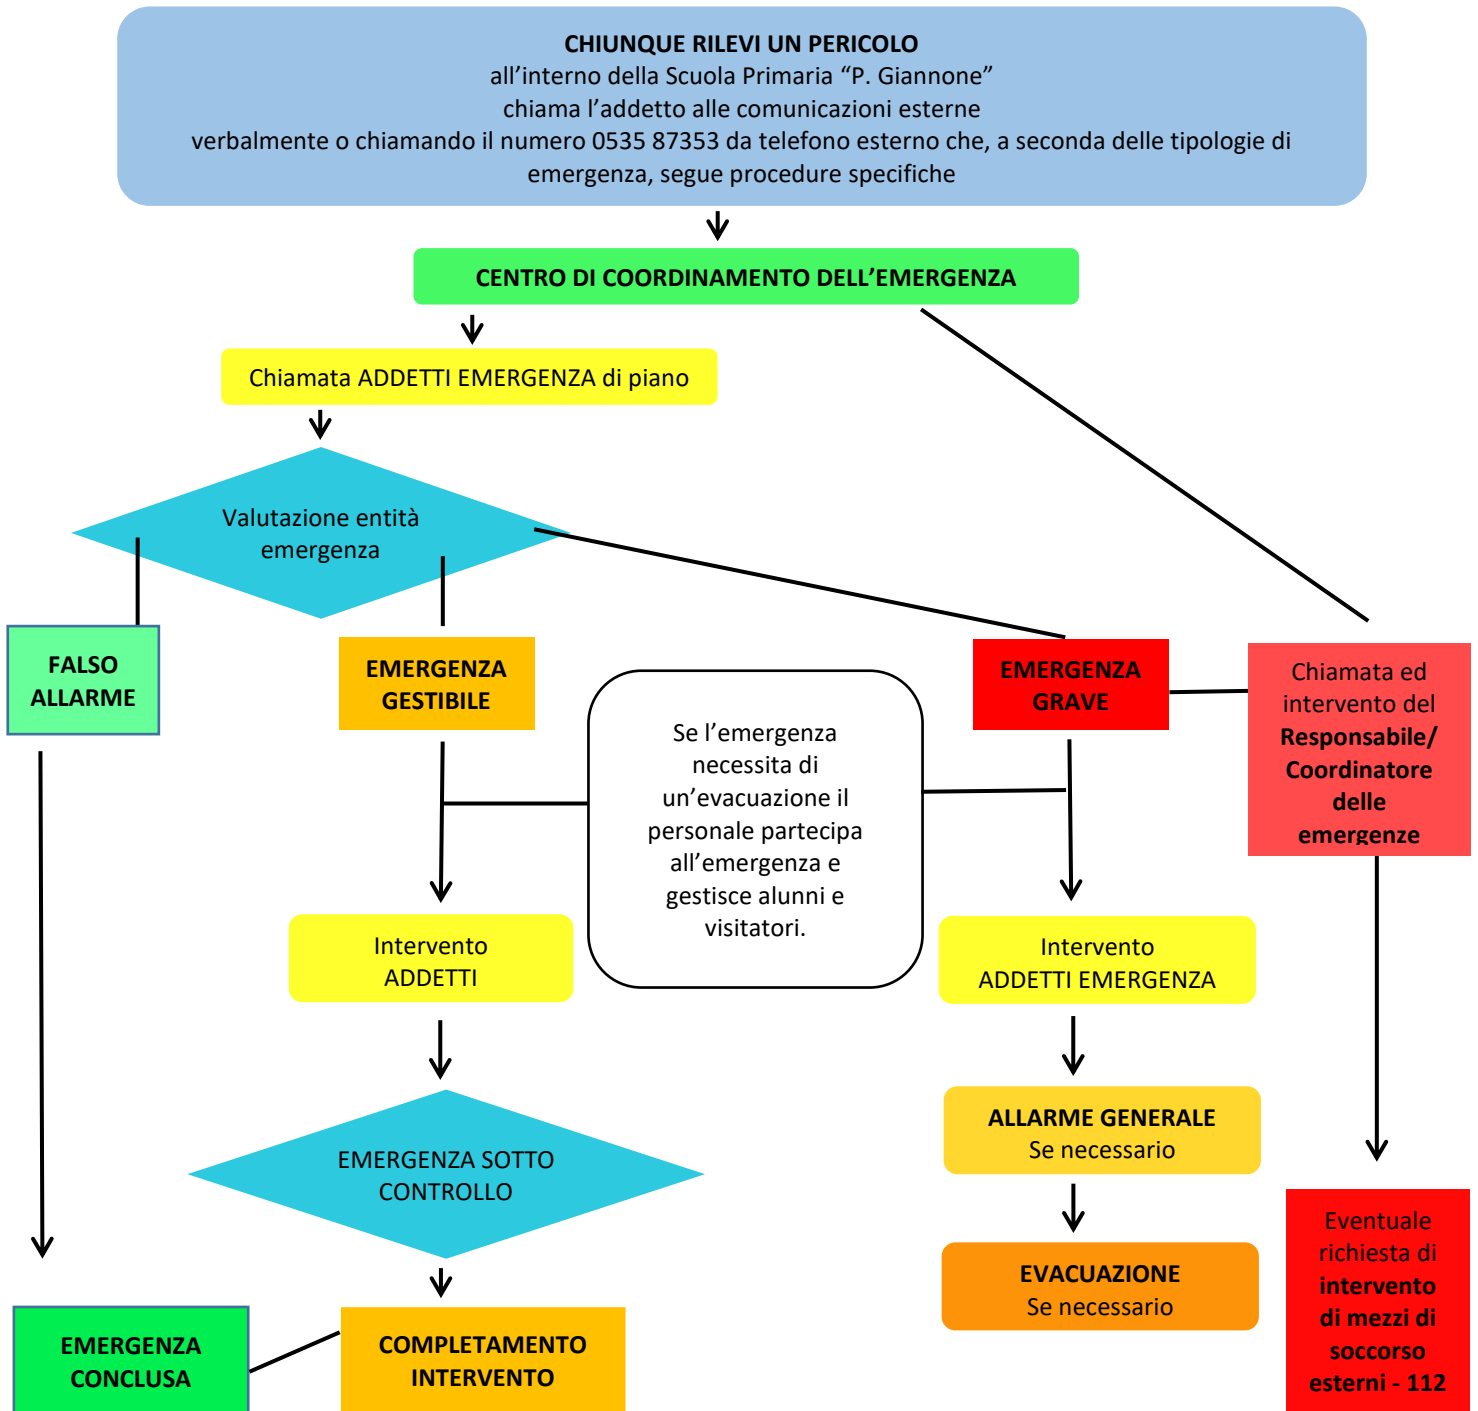 CHIUNQUE RILEVI UN PERICOLO
all’interno della Scuola Primaria “P. Giannone”
chiama l’addetto alle comunicazioni esterne
verbalmente o chiamando il numero 0535 87353 da telefono esterno che, a seconda delle tipologie di
emergenza, segue procedure specifiche
CENTRO DI COORDINAMENTO DELL’EMERGENZA
Chiamata ADDETTI EMERGENZA di piano
Valutazione entità
emergenza
FALSO
ALLARME
EMERGENZA
GESTIBILE
Se l’emergenza
necessita di
un’evacuazione il
personale partecipa
all’emergenza e
gestisce alunni e
visitatori.
EMERGENZA
GRAVE
Chiamata ed
intervento del
Responsabile/
Coordinatore
delle
emergenze
Intervento
ADDETTI
Intervento
ADDETTI EMERGENZA
EMERGENZA SOTTO
CONTROLLO
ALLARME GENERALE
Se necessario
EVACUAZIONE
Se necessario
Eventuale
richiesta di
intervento
di mezzi di
soccorso
esterni - 112
EMERGENZA
CONCLUSA
COMPLETAMENTO
INTERVENTO